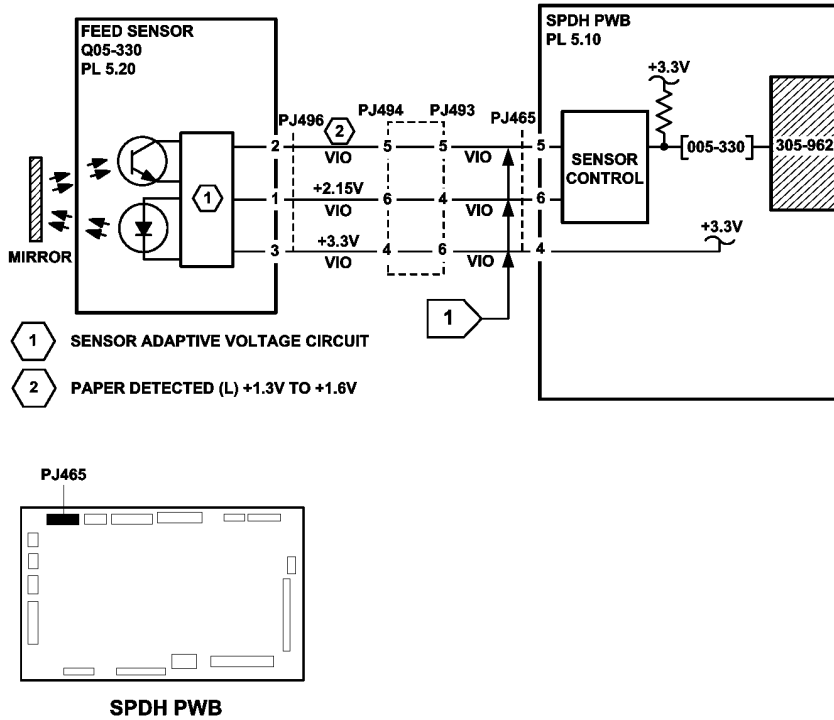 FEED SENSOR
Q05-330
PL 5.20
SPDH PWB
PL 5.10
+3.3V
PJ496
2
PJ494
PJ493
PJ465
2
VIO
5
5
VIO
5
SENSOR
CONTROL
[005-330]
305-962
1
1
+2.15V
VIO
6
4
VIO
6
+3.3V
3
+3.3V
VIO
4
6
VIO
4
MIRROR
1
1 SENSOR ADAPTIVE VOLTAGE CIRCUIT
2 PAPER DETECTED (L) +1.3V TO +1.6V
PJ465
SPDH PWB